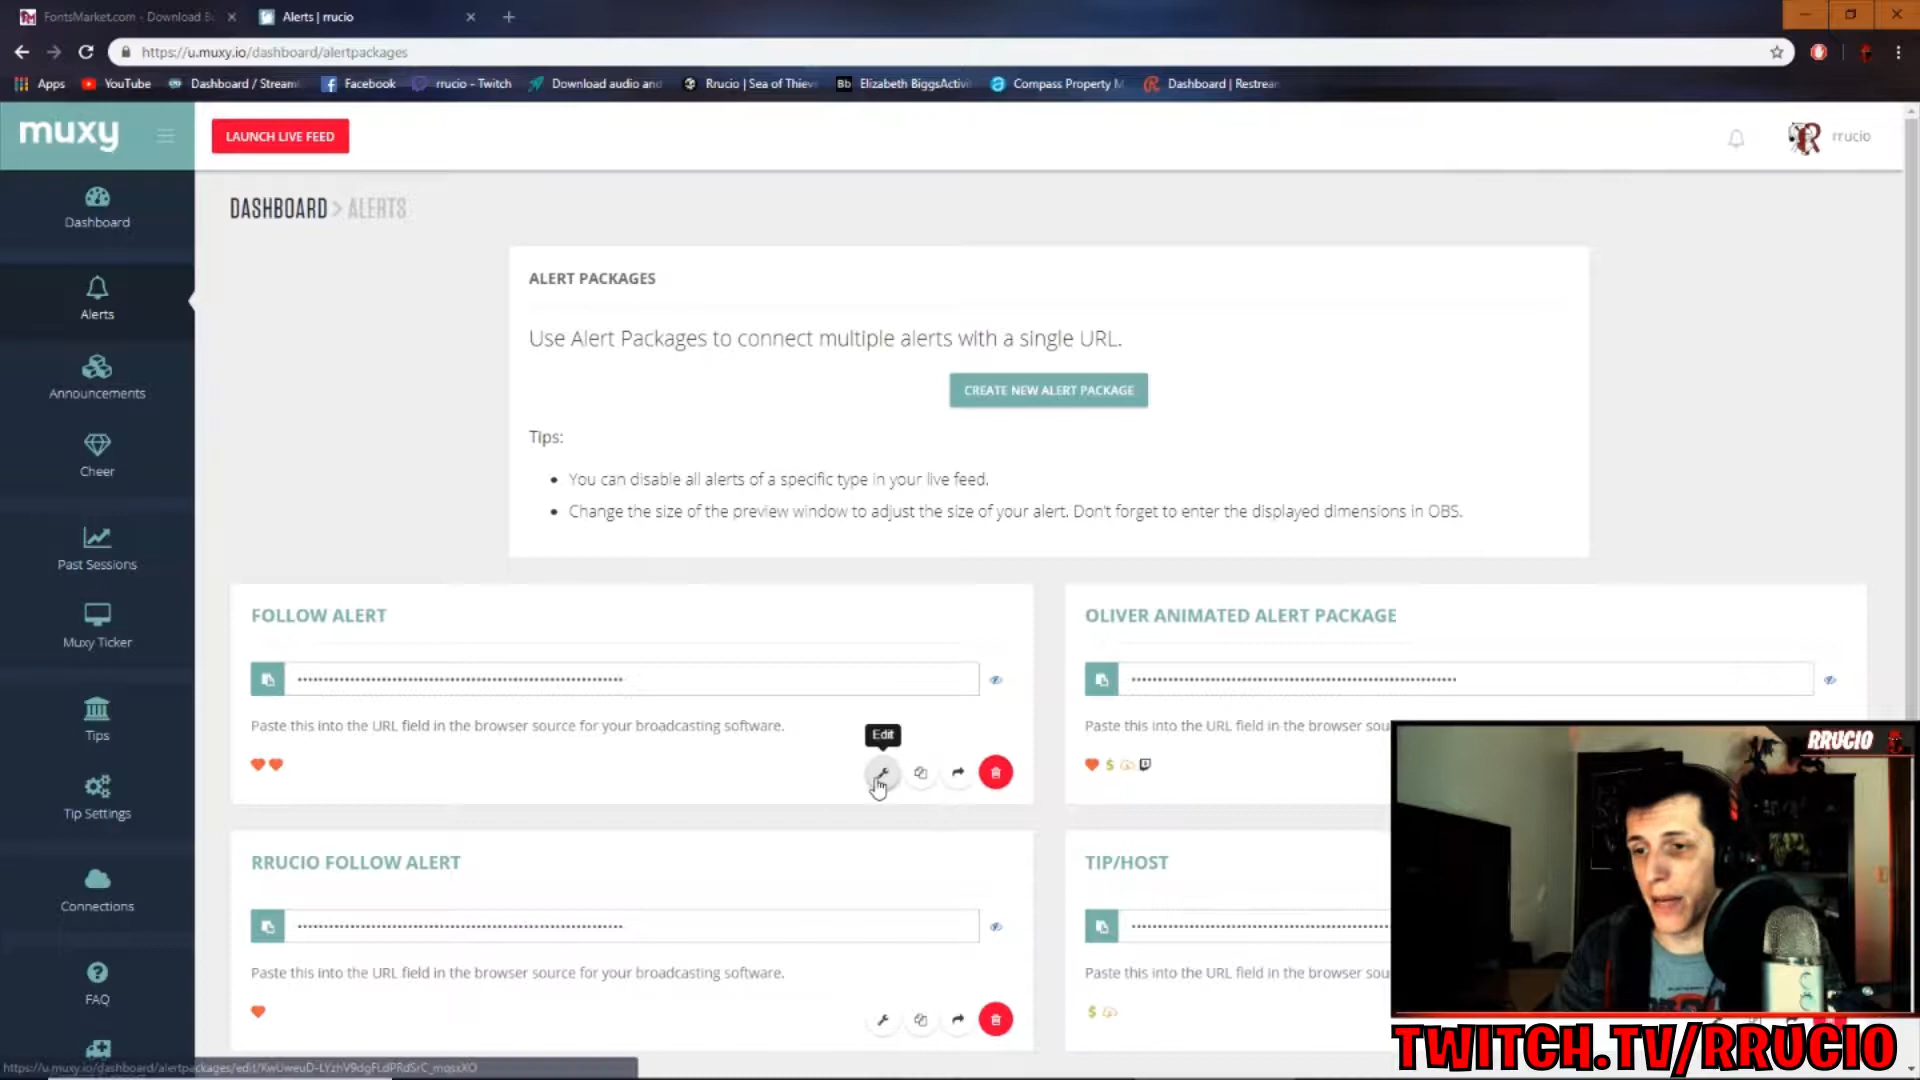 FontsMarket.com - Download
Alerts | rrucio
https://u.muxy.io/dashboard/alertpackages
Apps YouTube Dashboard / Stream Facebook rrucio - Twitch Download audio and Rrucio | Sea of Thiev Bb Elizabeth BiggsActivi Compass Property M Dashboard | Restrea
muxy
LAUNCH LIVE FEED
rrucio
Dashboard
Alerts
Announcements
Cheer
Past Sessions
Muxy Ticker
Tips
Tip Settings
Connections
FAQ
DASHBOARD > ALERTS
ALERT PACKAGES
Use Alert Packages to connect multiple alerts with a single URL.
CREATE NEW ALERT PACKAGE
Tips:
• You can disable all alerts of a specific type in your live feed.
• Change the size of the preview window to adjust the size of your alert. Don't forget to enter the displayed dimensions in OBS.
FOLLOW ALERT
Paste this into the URL field in the browser source for your broadcasting software.
Edit
OLIVER ANIMATED ALERT PACKAGE
Paste this into the URL field in the browser sou
RRUCIO FOLLOW ALERT
Paste this into the URL field in the browser source for your broadcasting software.
TIP/HOST
Paste this into the URL field in the browser sou
RRUCIO
TWITCH.TV/RRUCIO